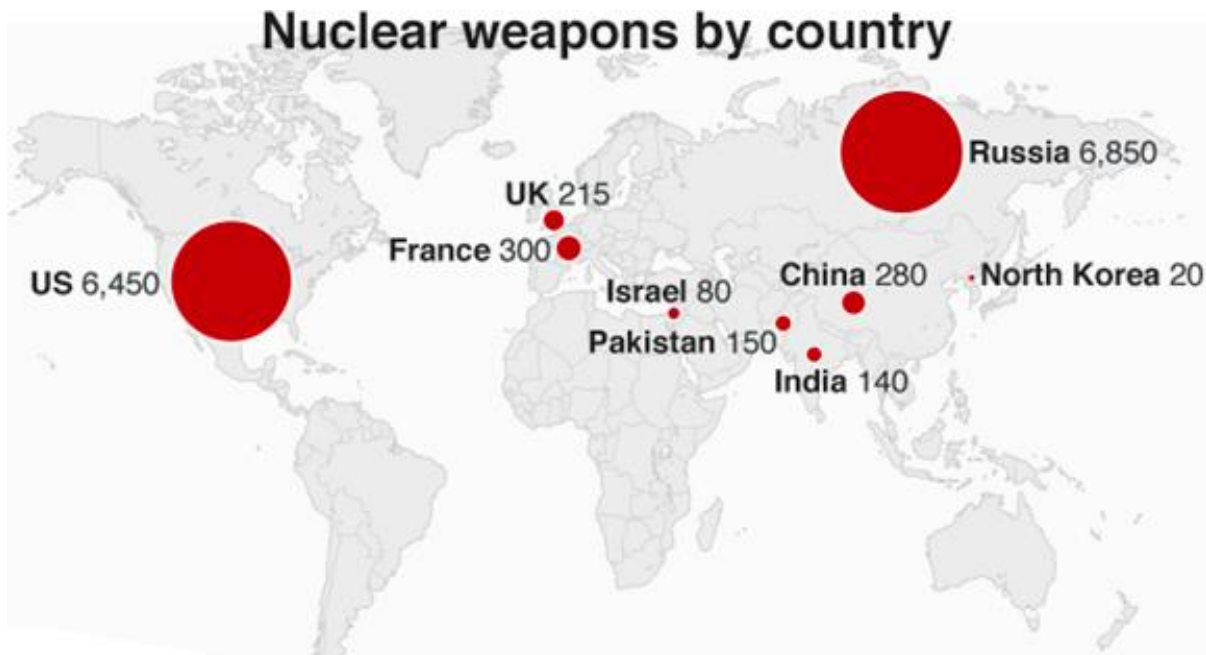 Nuclear weapons by country
Russia 6,850
UK 215
France 300
US 6,450
Israel 80
China 280
North Korea 20
Pakistan 150
India 140